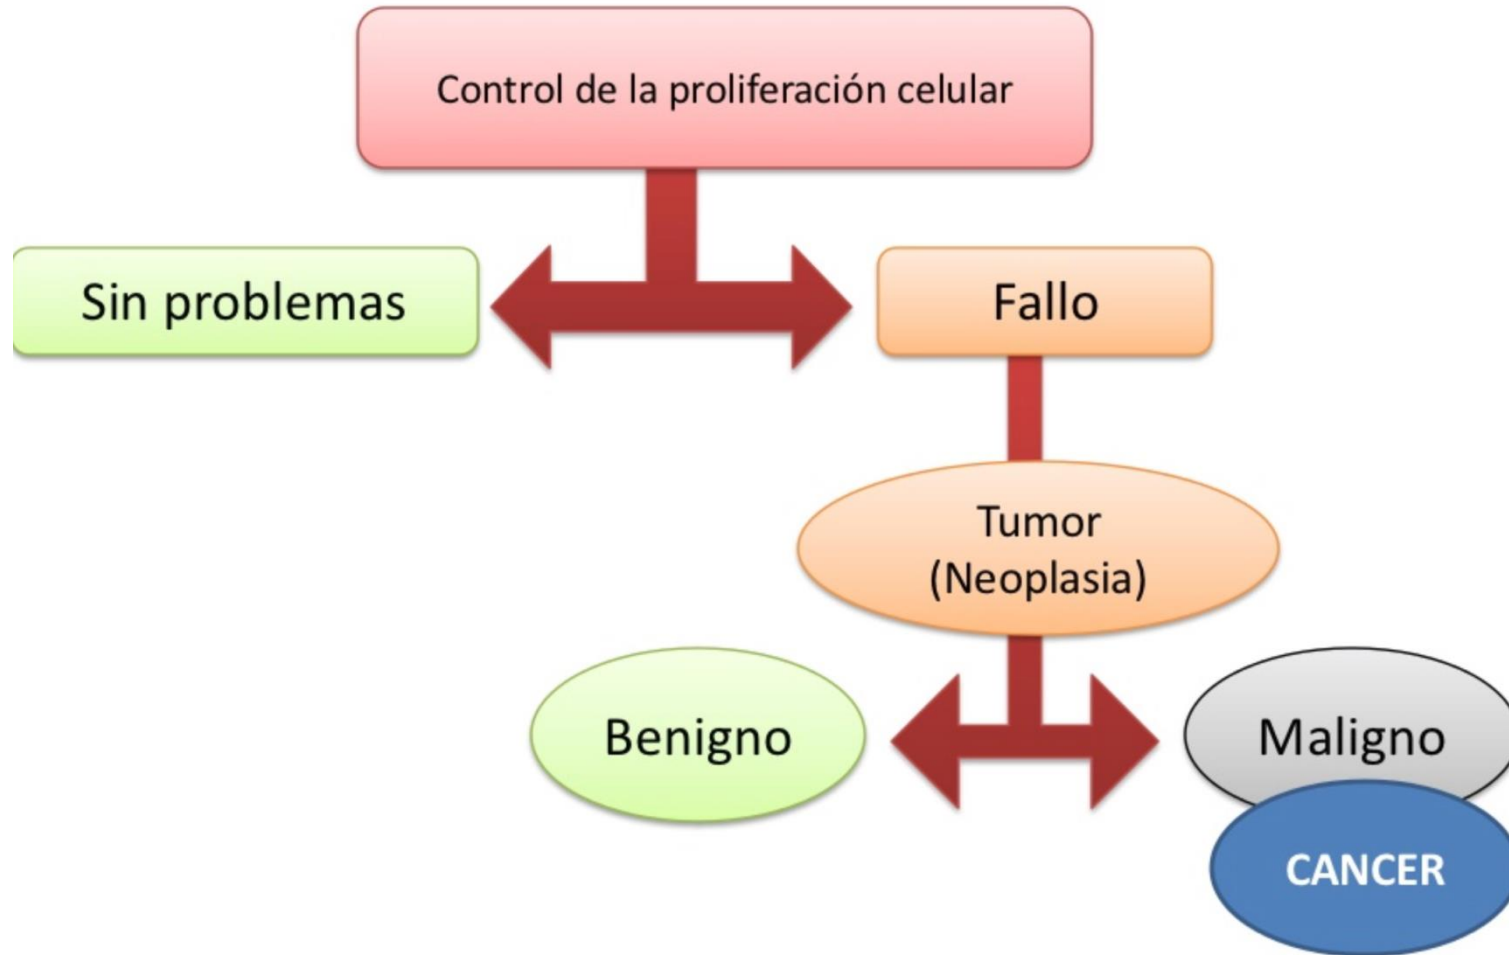 Control de la proliferación celular
Sin problemas
Fallo
Tumor
(Neoplasia)
Benigno
Maligno
CANCER